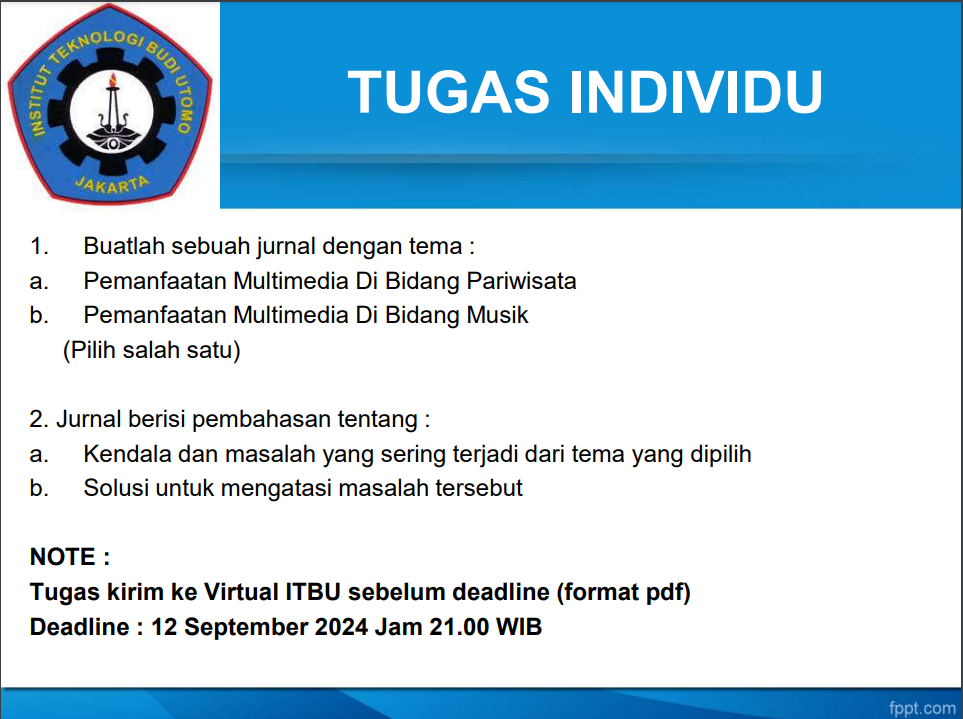 INSTITUT TEKNOLOGI BUDI UTOMO
JAKARTA
TUGAS INDIVIDU
1. Buatlah sebuah jurnal dengan tema :
a. Pemanfaatan Multimedia Di Bidang Pariwisata
b. Pemanfaatan Multimedia Di Bidang Musik
(Pilih salah satu)
2. Jurnal berisi pembahasan tentang :
a. Kendala dan masalah yang sering terjadi dari tema yang dipilih
b. Solusi untuk mengatasi masalah tersebut
NOTE :
Tugas kirim ke Virtual ITBU sebelum deadline (format pdf)
Deadline : 12 September 2024 Jam 21.00 WIB
fppt.com